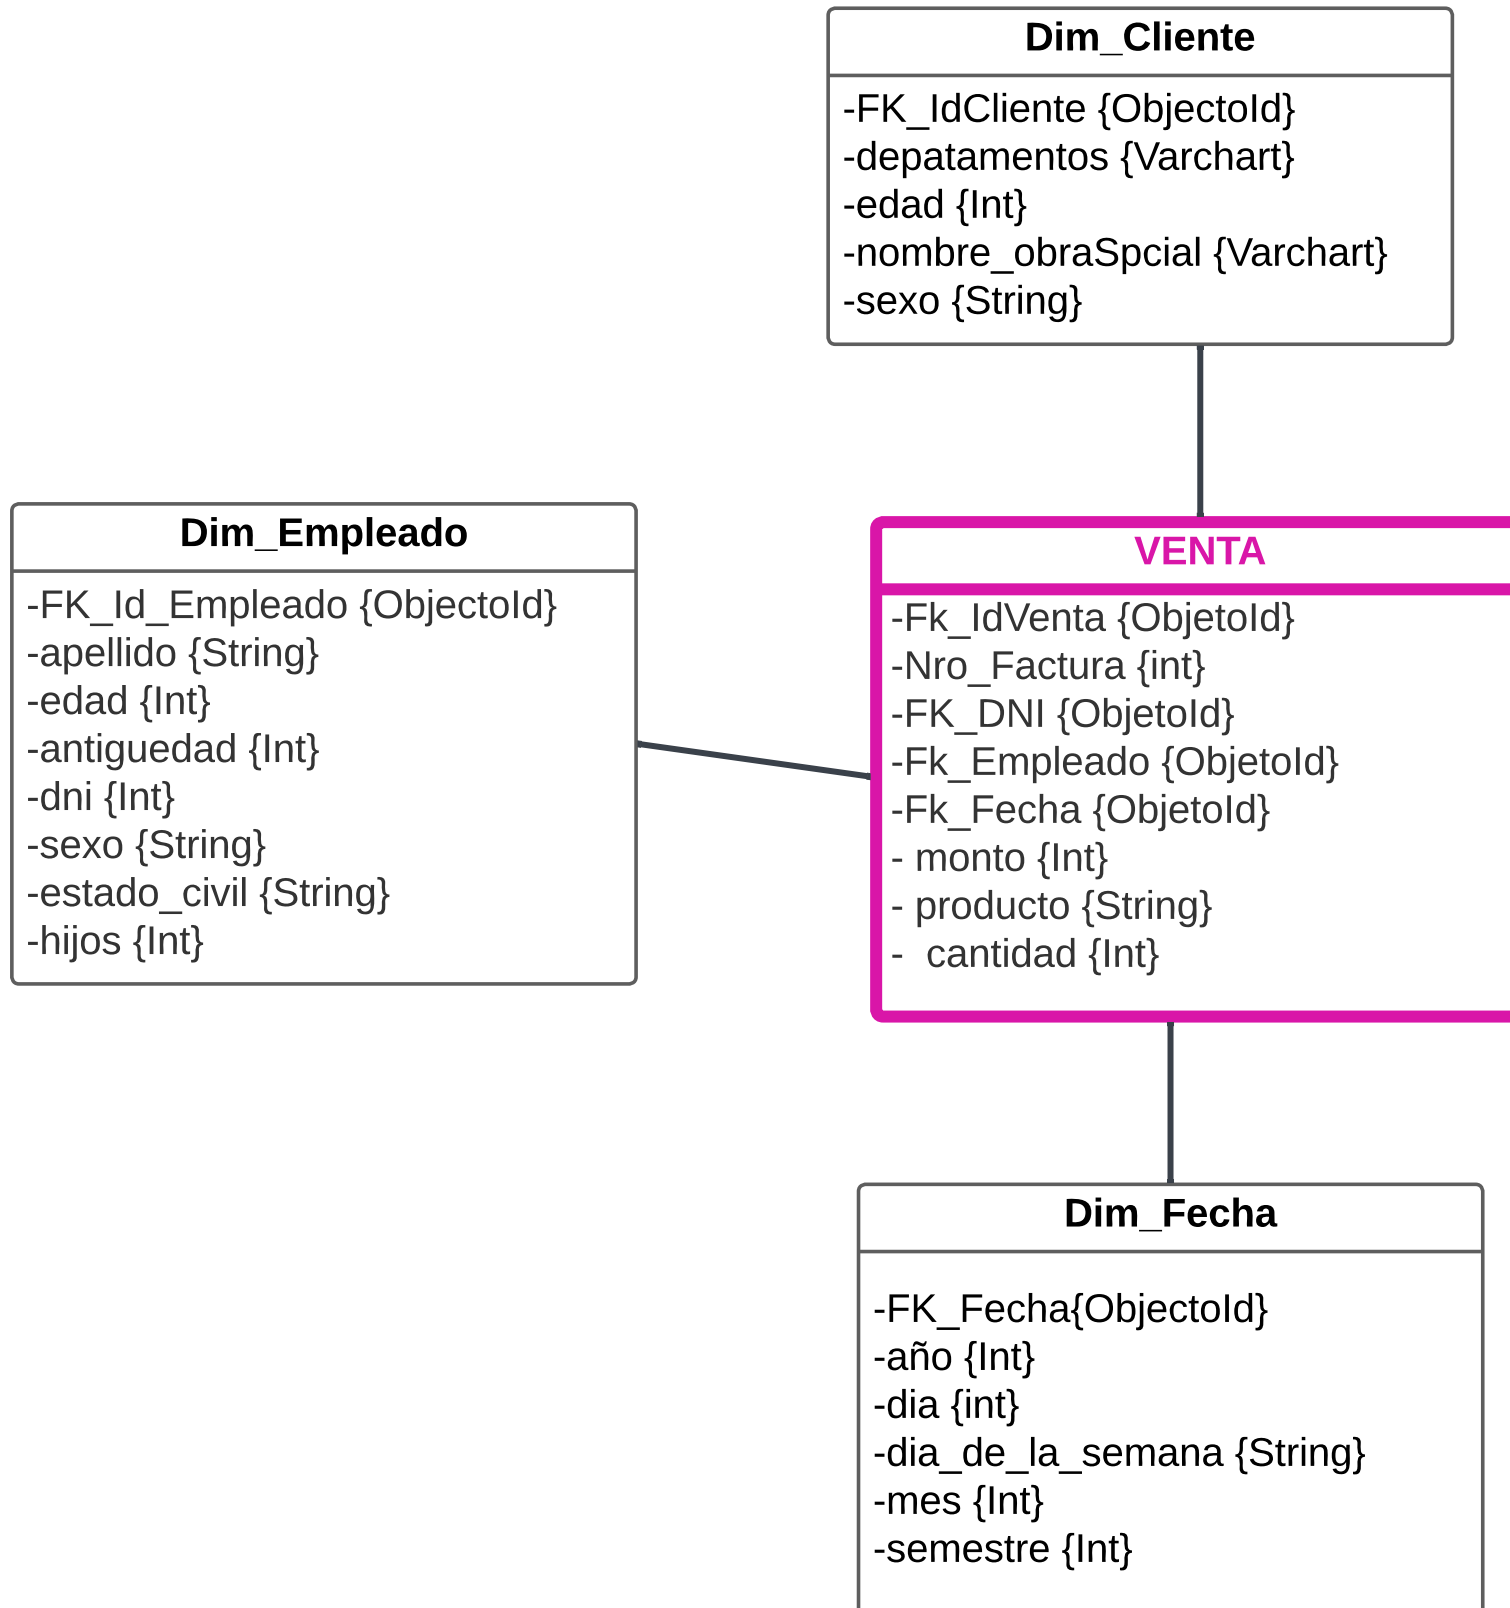 Dim_Cliente
-FK_IdCliente {ObjectoId}
-depatamentos {Varchart}
-edad {Int}
-nombre_obraSpcial {Varchart}
-sexo {String}
Dim_Empleado
-FK_Id_Empleado {ObjectoId}
-apellido {String}
-edad {Int}
-antiguedad {Int}
-dni {Int}
-sexo {String}
-estado_civil {String}
-hijos {Int}
VENTA
-Fk_IdVenta {ObjetoId}
-Nro_Factura {int}
-FK_DNI {ObjetoId}
-Fk_Empleado {ObjetoId}
-Fk_Fecha {ObjetoId}
- monto {Int}
- producto {String}
-  cantidad {Int}
Dim_Fecha
-FK_Fecha{ObjectoId}
-año {Int}
-dia {int}
-dia_de_la_semana {String}
-mes {Int}
-semestre {Int}